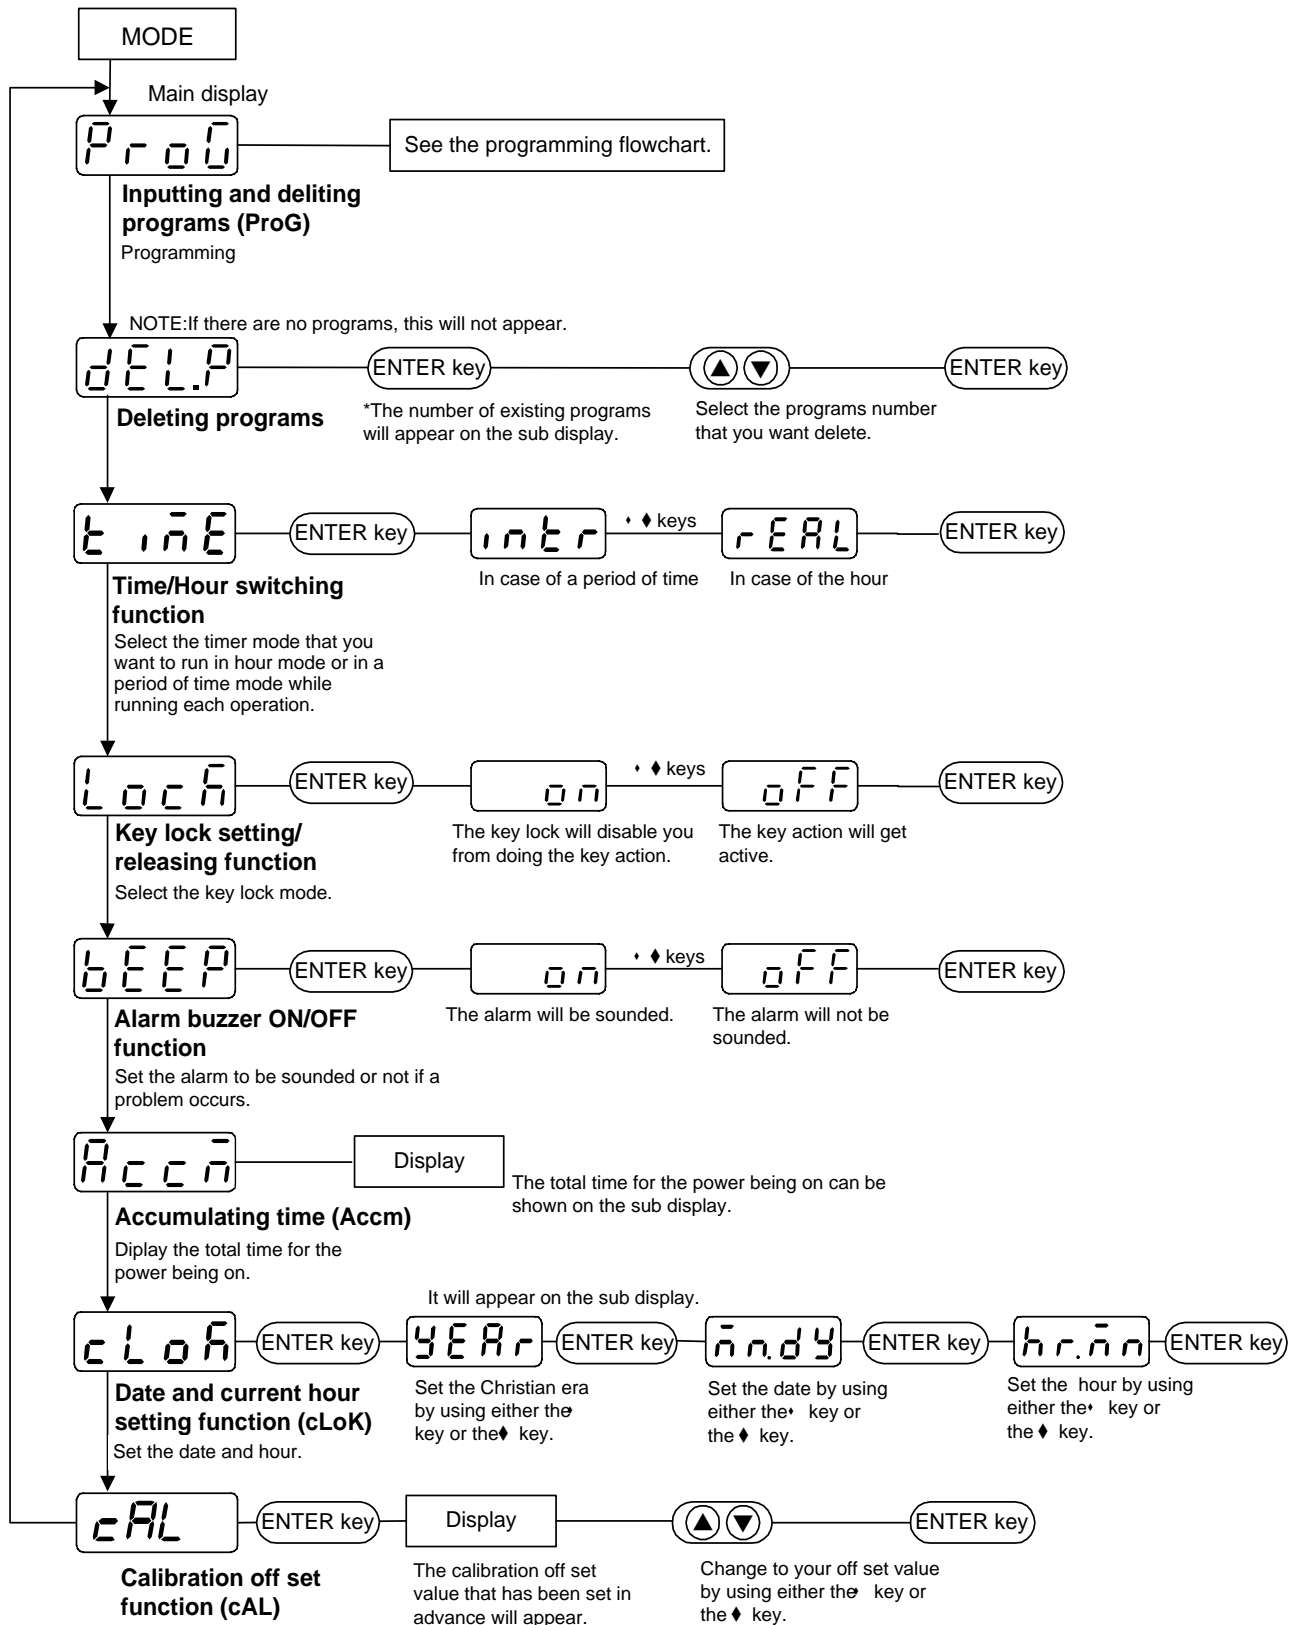 MODE
Main display
ProG
See the programming flowchart.
Inputting and deliting
programs (ProG)
Programming
NOTE:If there are no programs, this will not appear.
dEL.P
ENTER key
▲▼
ENTER key
Deleting programs
*The number of existing programs
will appear on the sub display.
Select the programs number
that you want delete.
t imE
ENTER key
intr
♦ ♦ keys
rEAL
ENTER key
In case of a period of time
In case of the hour
Time/Hour switching
function
Select the timer mode that you
want to run in hour mode or in a
period of time mode while
running each operation.
LocK
ENTER key
on
♦ ♦ keys
oFF
ENTER key
Key lock setting/
releasing function
Select the key lock mode.
The key lock will disable you
from doing the key action.
The key action will get
active.
bEEP
ENTER key
on
♦ ♦ keys
oFF
ENTER key
Alarm buzzer ON/OFF
function
Set the alarm to be sounded or not if a
problem occurs.
The alarm will be sounded.
The alarm will not be
sounded.
Accm
Display
The total time for the power being on can be
shown on the sub display.
Accumulating time (Accm)
Diplay the total time for the
power being on.
It will appear on the sub display.
cLoK
ENTER key
YEAr
ENTER key
mn.dY
ENTER key
hr.mn
ENTER key
Date and current hour
setting function (cLoK)
Set the date and hour.
Set the Christian era
by using either the♦
key or the♦ key.
Set the date by using
either the♦ key or
the ♦ key.
Set the hour by using
either the♦ key or
the ♦ key.
cAL
ENTER key
Display
▲▼
ENTER key
Calibration off set
function (cAL)
The calibration off set
value that has been set in
advance will appear.
Change to your off set value
by using either the♦ key or
the ♦ key.